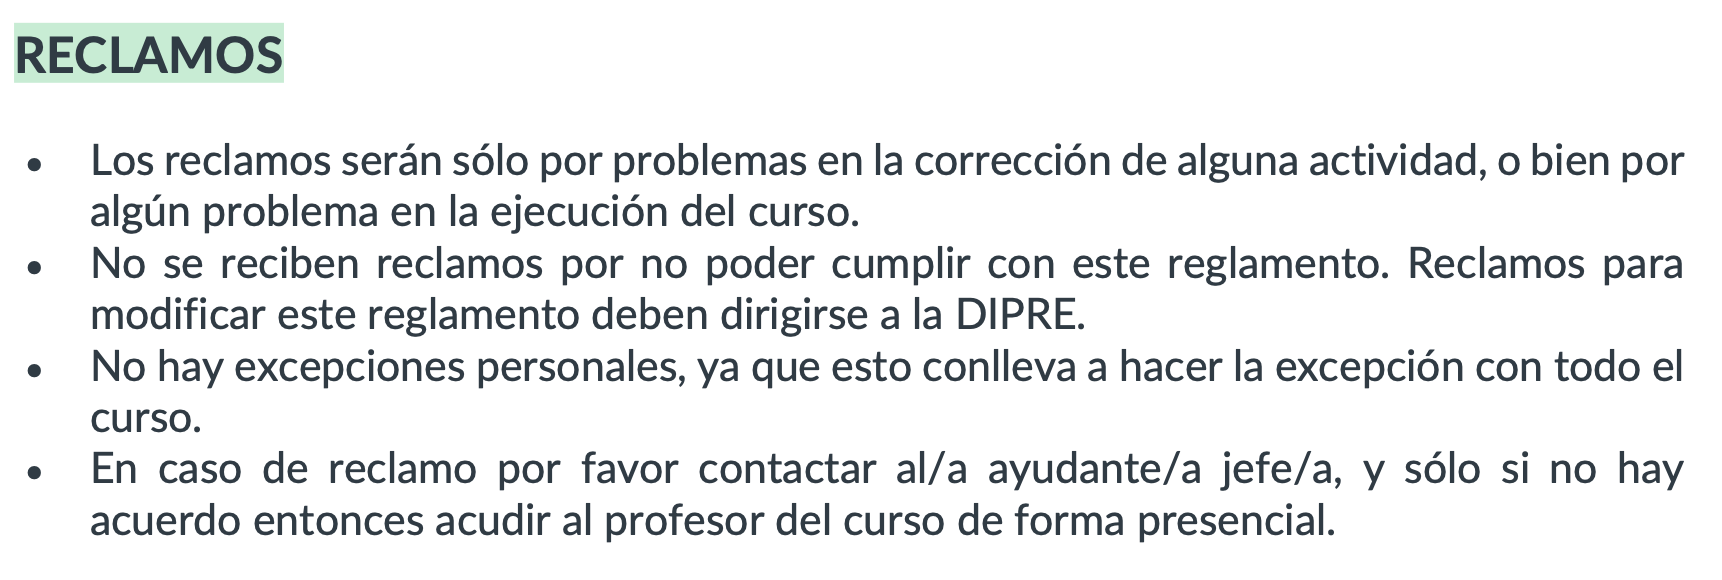 RECLAMOS
• Los reclamos serán sólo por problemas en la corrección de alguna actividad, o bien por
algún problema en la ejecución del curso.
• No se reciben reclamos por no poder cumplir con este reglamento. Reclamos para
modificar este reglamento deben dirigirse a la DIPRE.
• No hay excepciones personales, ya que esto conlleva a hacer la excepción con todo el
curso.
• En caso de reclamo por favor contactar al/a ayudante/a jefe/a, y sólo si no hay
acuerdo entonces acudir al profesor del curso de forma presencial.